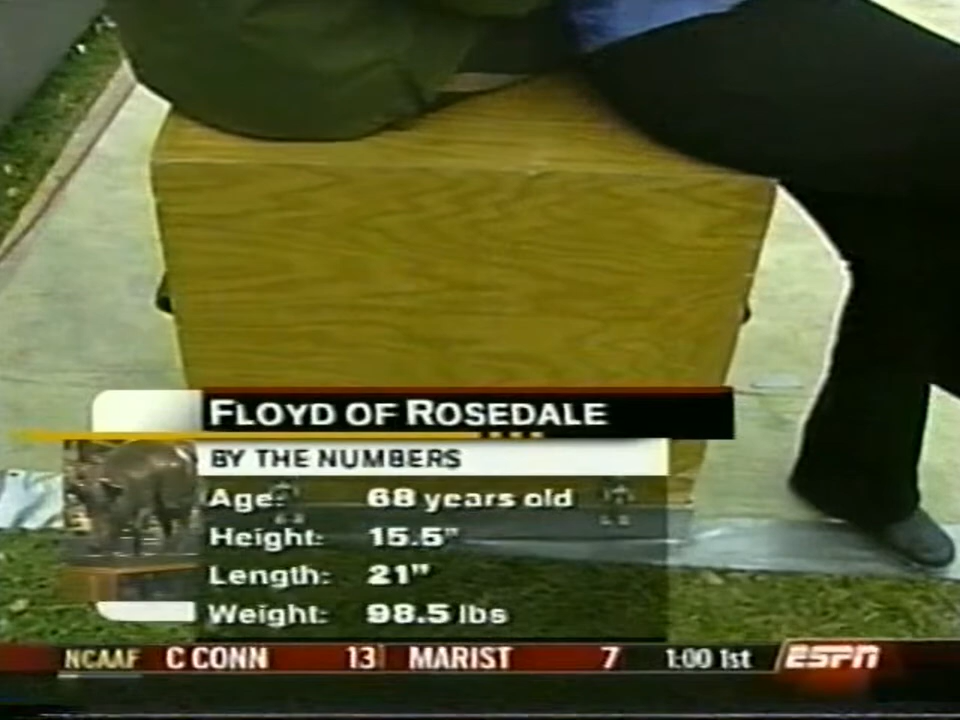 FLOYD OF ROSEDALE
BY THE NUMBERS
Age: 68 years old
Height: 15.5"
Length: 21"
Weight: 98.5 lbs
NCAAF C CONN 13 MARIST 7 1:00 1st ESPN